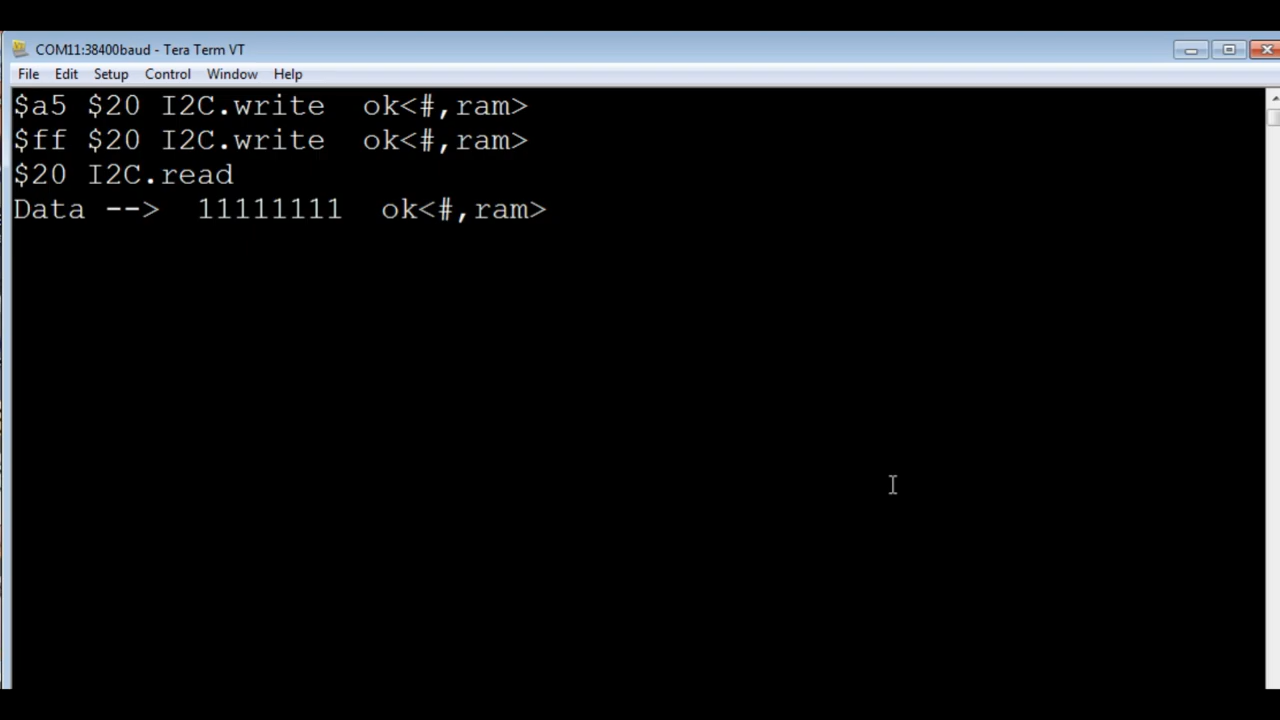 COM11:38400baud - Tera Term VT
File Edit Setup Control Window Help
$a5 $20 I2C.write  ok<#,ram>
$ff $20 I2C.write  ok<#,ram>
$20 I2C.read
Data -->  11111111  ok<#,ram>